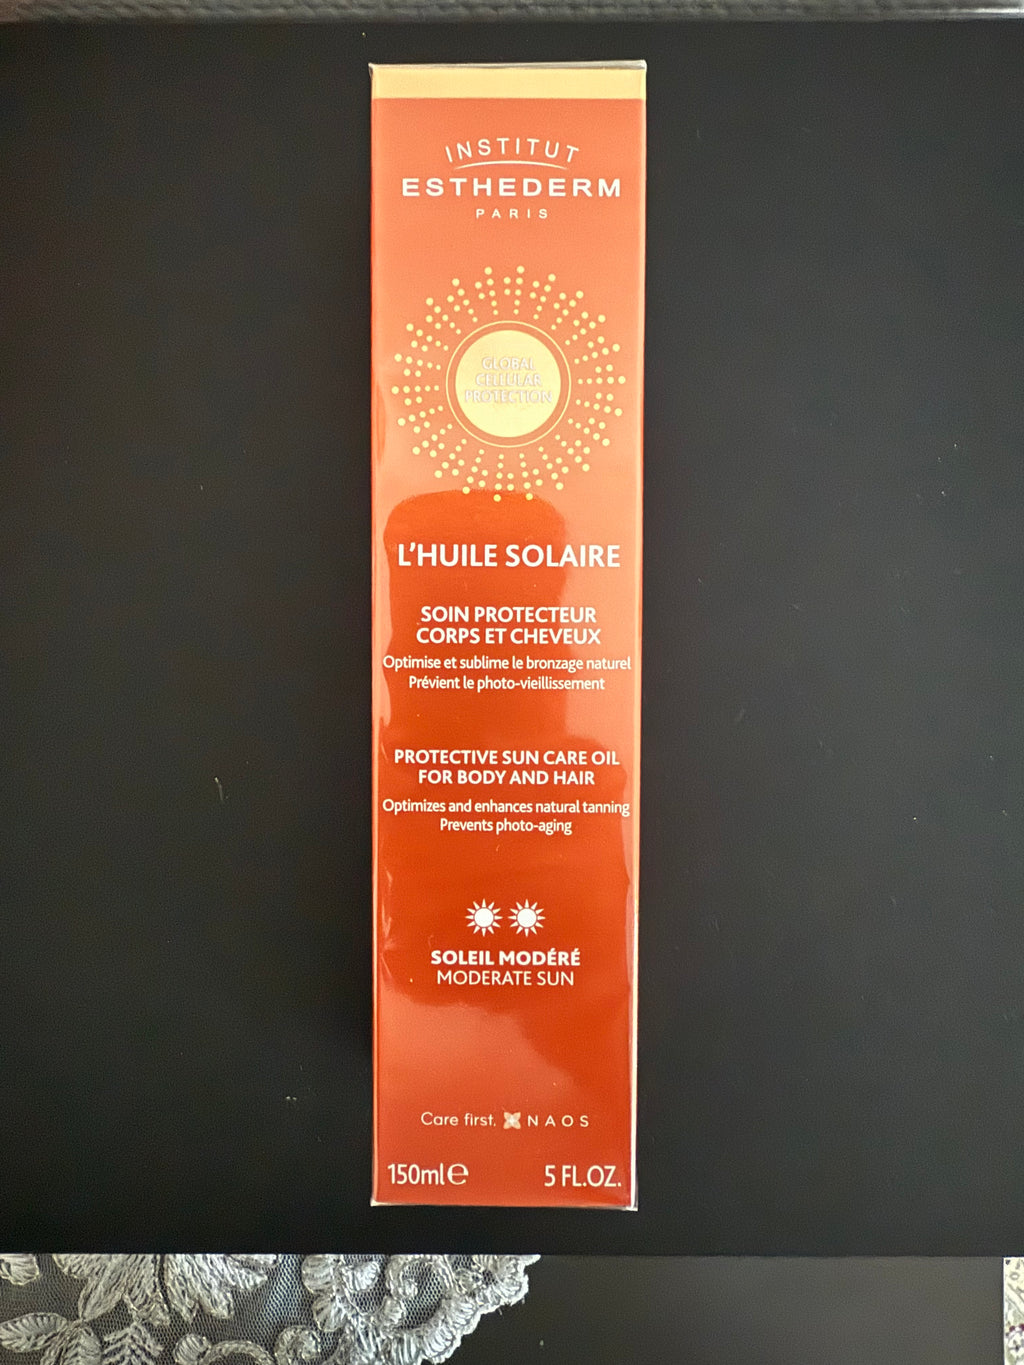 INSTITUT
ESTHEDERM
PARIS
GLOBAL
CELLULAR
PROTECTION
L'HUILE SOLAIRE
SOIN PROTECTEUR
CORPS ET CHEVEUX
Optimise et sublime le bronzage naturel
Prévient le photo-vieillissement
PROTECTIVE SUN CARE OIL
FOR BODY AND HAIR
Optimizes and enhances natural tanning
Prevents photo-aging
SOLEIL MODÉRÉ
MODERATE SUN
Care first. NAOS
150ml℮ 5 FL.OZ.